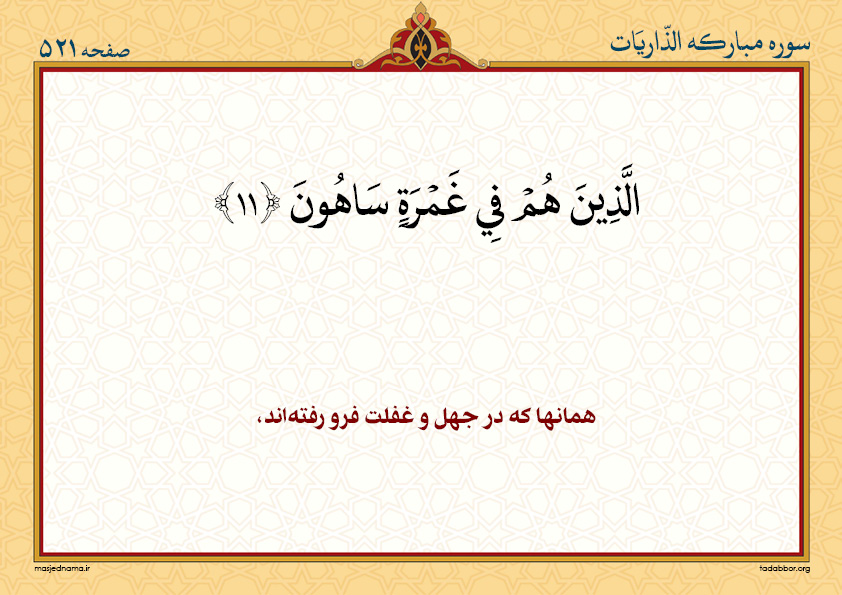 سوره مبارکه الذّاریَات
صفحه ۵۲۱
الَّذِينَ هُمْ فِي غَمْرَةٍ سَاهُونَ ﴿۱۱﴾
همانها که در جهل و غفلت فرو رفته‌اند،
masjednama.ir
tadabbor.org